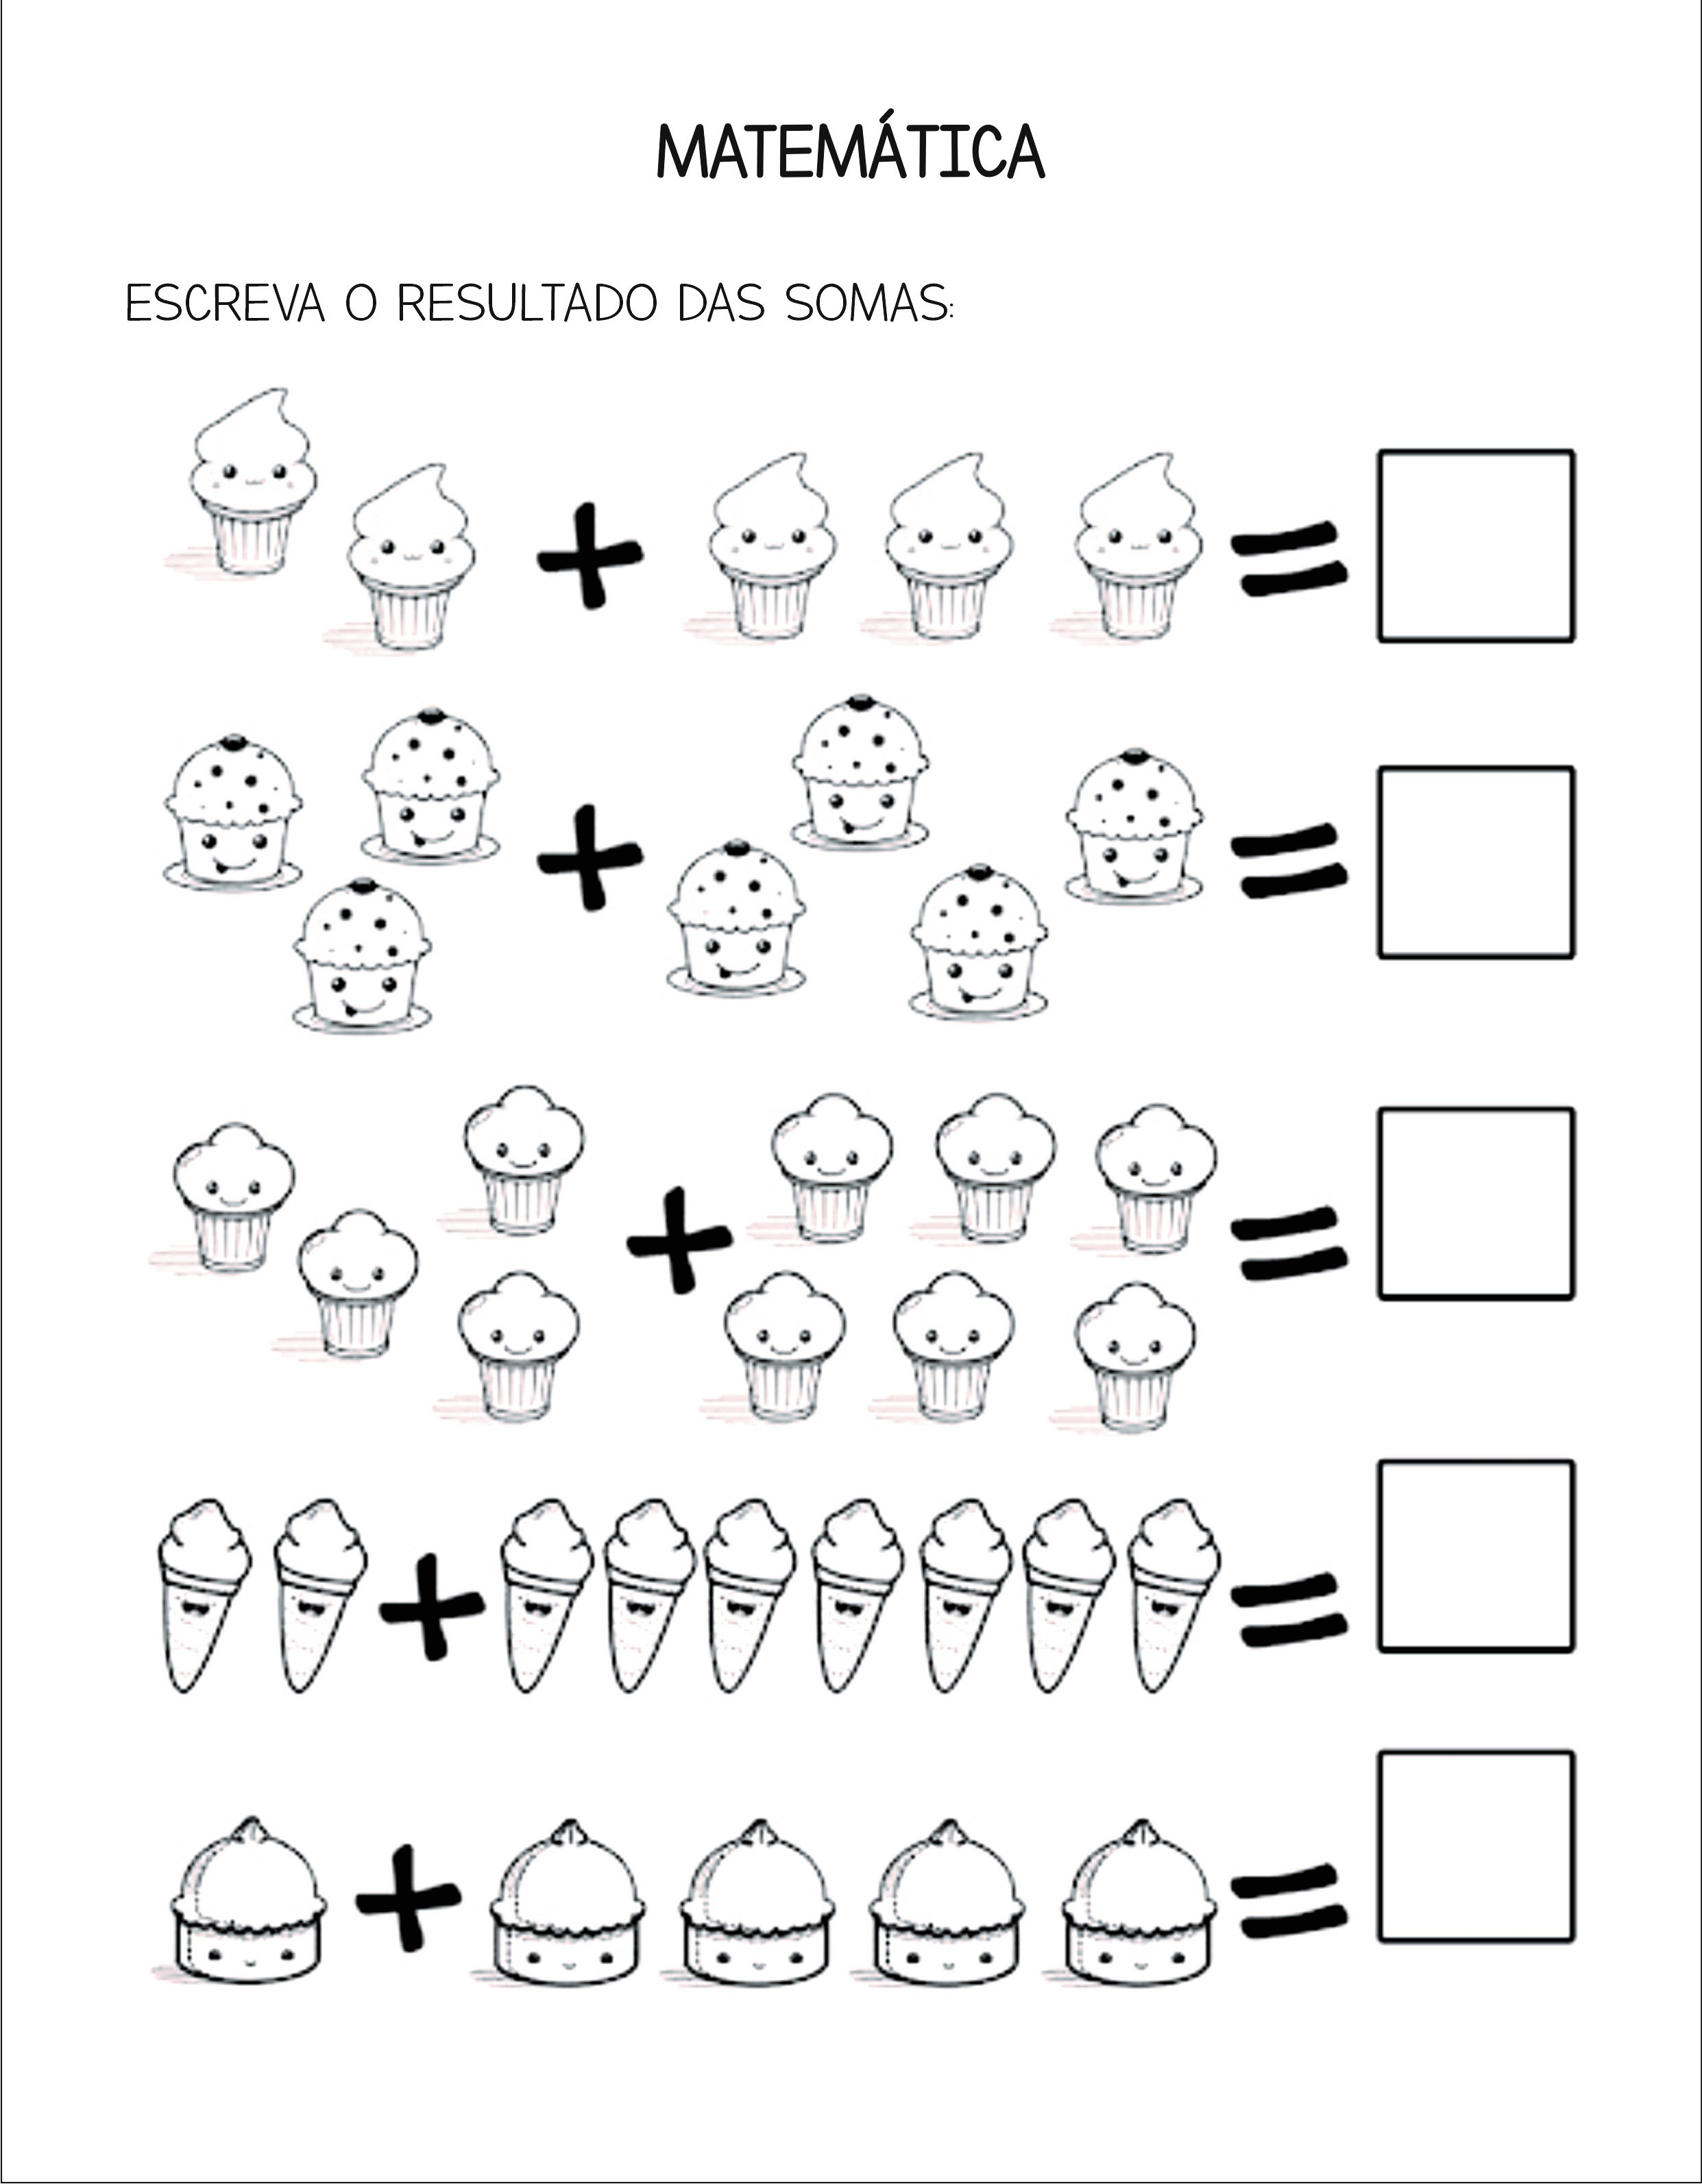 MATEMÁTICA
ESCREVA O RESULTADO DAS SOMAS:
+ =
+ =
+ =
+ =
+ =